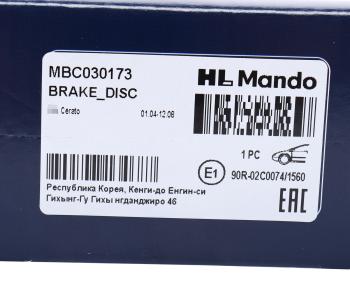 MBC030173
BRAKE_DISC
HL Mando
Cerato
01.04-12.08
1 PC
E1
90R-02C0074/1560
Республика Корея, Кенги-до Енгин-си
Гихынг-Гу Гихы нгданджиро 46
EAC